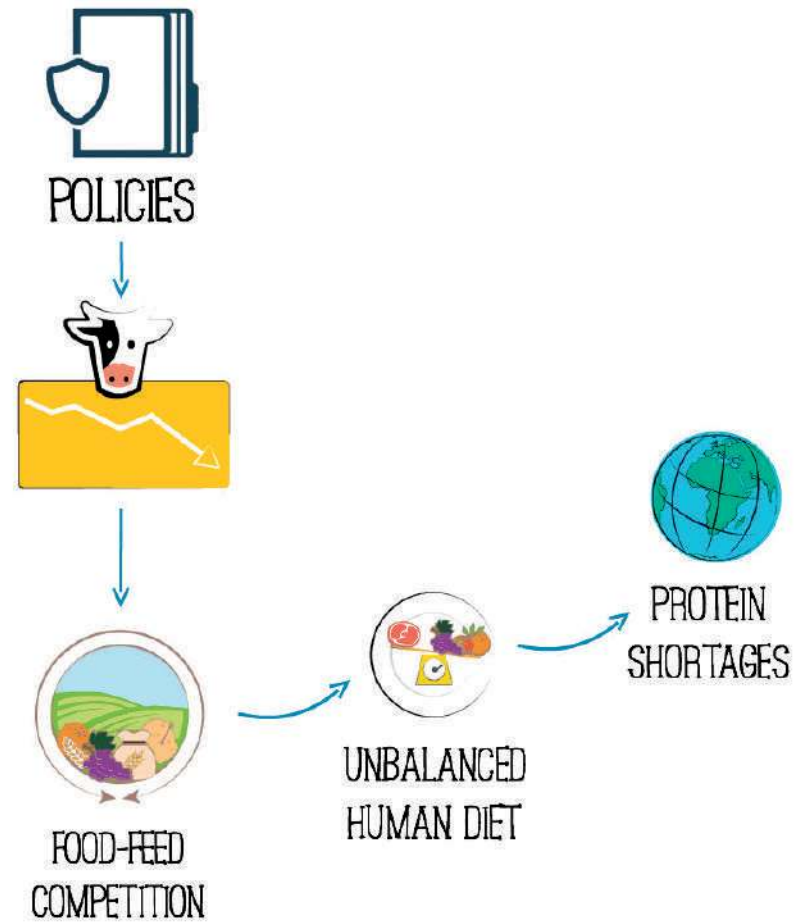 POLICIES
FOOD-FEED
COMPETITION
UNBALANCED
HUMAN DIET
PROTEIN
SHORTAGES